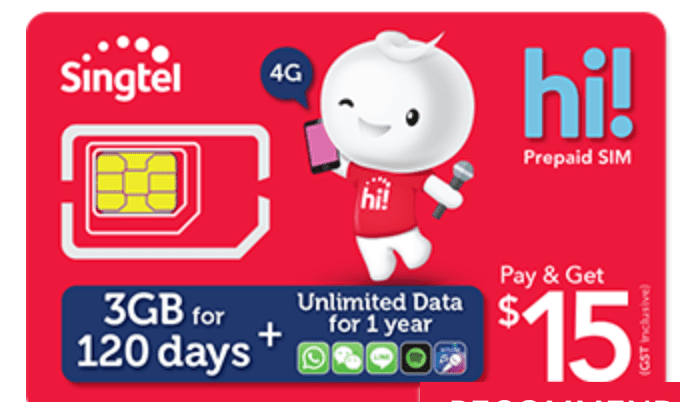 Singtel
4G
hi!
Prepaid SIM
hi!
Pay & Get
$15
(GST Inclusive)
3GB for
120 days
+
Unlimited Data
for 1 year
LINE